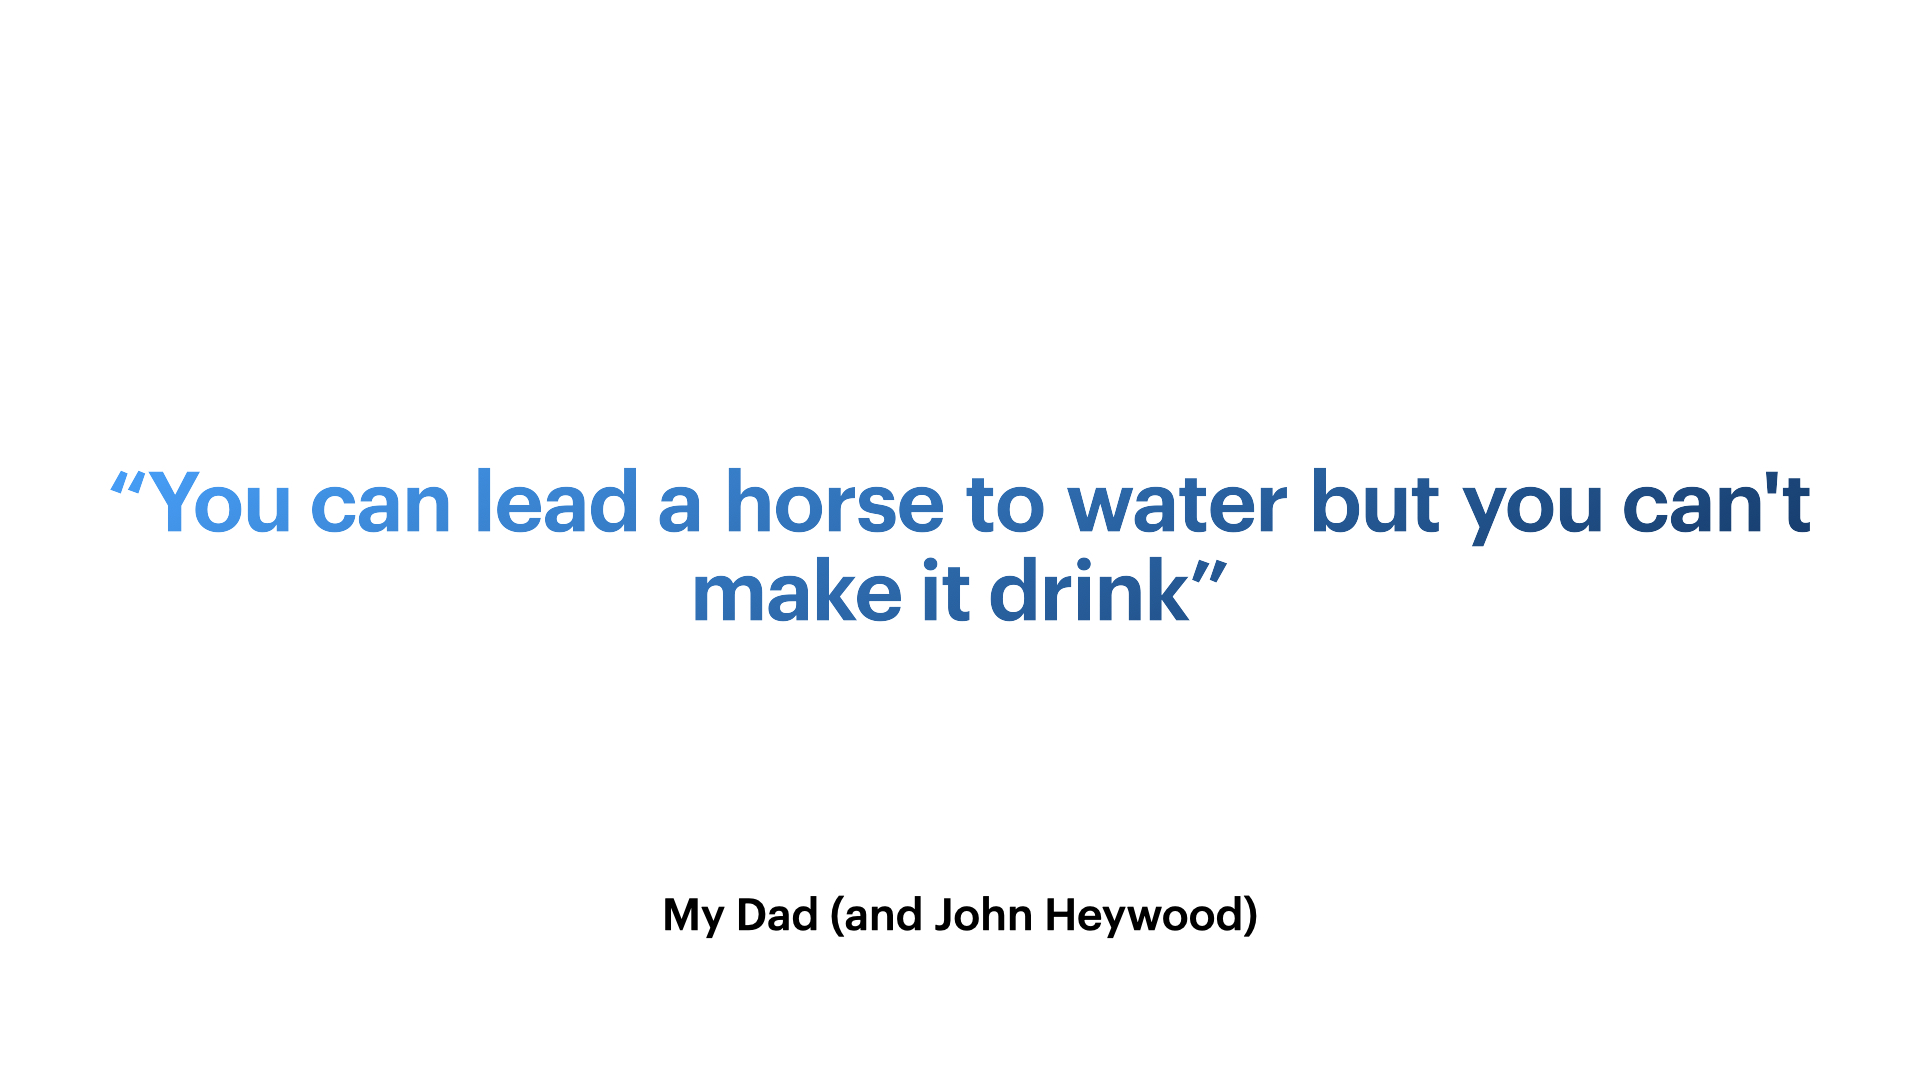 “You can lead a horse to water but you can't
make it drink”
My Dad (and John Heywood)